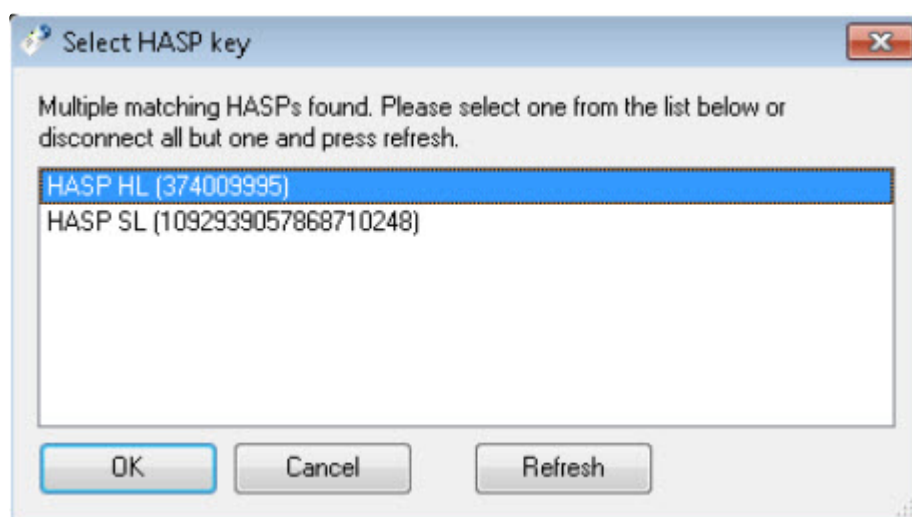 Select HASP key
Multiple matching HASPs found. Please select one from the list below or
disconnect all but one and press refresh.
HASP HL (374009995)
HASP SL (1092939057868710248)
OK Cancel Refresh